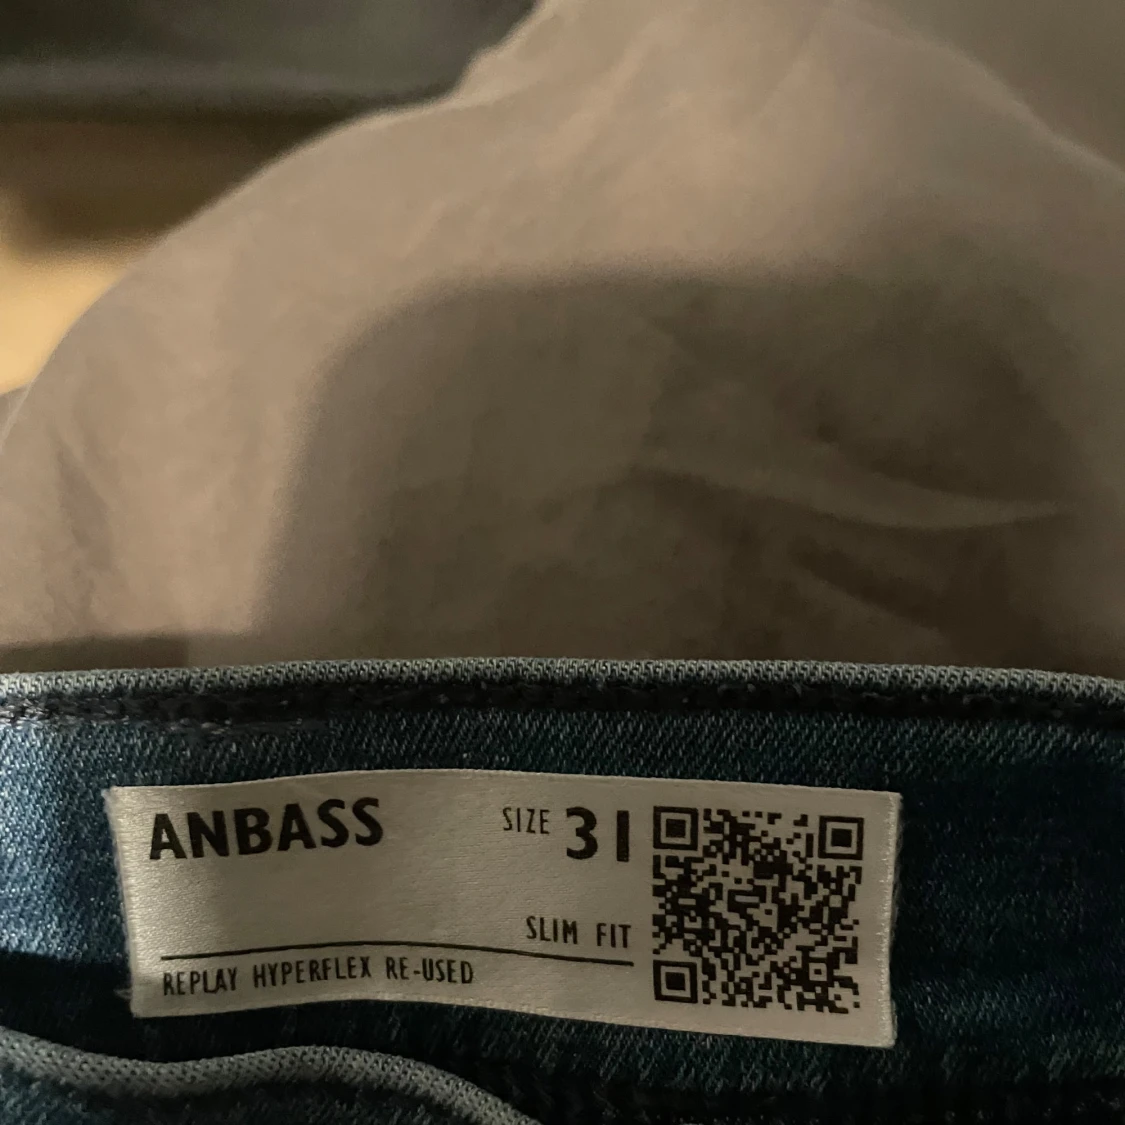 ANBASS
SIZE 31
SLIM FIT
REPLAY HYPERFLEX RE-USED